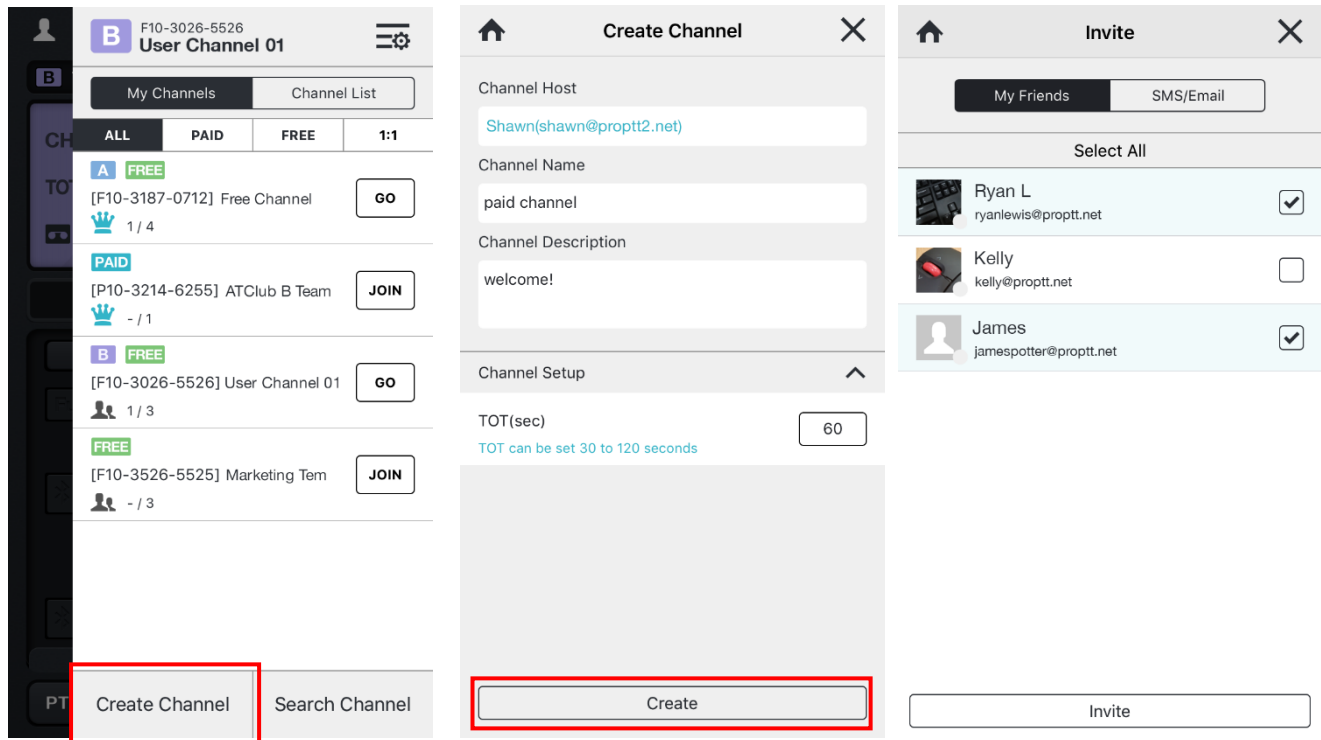 F10-3026-5526
B User Channel 01
My Channels Channel List
ALL PAID FREE 1:1
A FREE
[F10-3187-0712] Free Channel GO
1 / 4
PAID
[P10-3214-6255] ATClub B Team JOIN
- / 1
B FREE
[F10-3026-5526] User Channel 01 GO
1 / 3
FREE
[F10-3526-5525] Marketing Tem JOIN
- / 3
Create Channel Search Channel
B
CH
TO
PT
Create Channel
Channel Host
Shawn(shawn@proptt2.net)
Channel Name
paid channel
Channel Description
welcome!
Channel Setup
TOT(sec) 60
TOT can be set 30 to 120 seconds
Create
Invite
My Friends SMS/Email
Select All
Ryan L
ryanlewis@proptt.net
Kelly
kelly@proptt.net
James
jamespotter@proptt.net
Invite